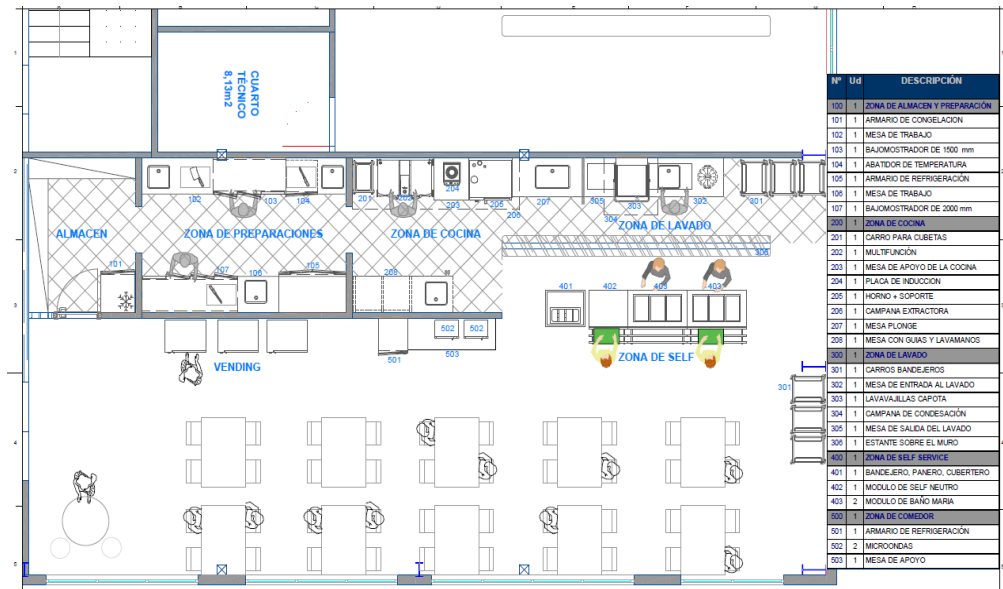 CUARTO
TÉCNICO
8,13m2
ALMACEN
ZONA DE PREPARACIONES
ZONA DE COCINA
ZONA DE LAVADO
102
103
104
201
202
203
204
205
206
207
305
304
303
302
301
101
107
106
105
208
306
401
402
403
403
VENDING
501
502
502
503
ZONA DE SELF
301
Nº Ud DESCRIPCIÓN
100 1 ZONA DE ALMACEN Y PREPARACIÓN
101 1 ARMARIO DE CONGELACION
102 1 MESA DE TRABAJO
103 1 BAJOMOSTRADOR DE 1500 mm
104 1 ABATIDOR DE TEMPERATURA
105 1 ARMARIO DE REFRIGERACIÓN
106 1 MESA DE TRABAJO
107 1 BAJOMOSTRADOR DE 2000 mm
200 1 ZONA DE COCINA
201 1 CARRO PARA CUBETAS
202 1 MULTIFUNCIÓN
203 1 MESA DE APOYO DE LA COCINA
204 1 PLACA DE INDUCCION
205 1 HORNO + SOPORTE
206 1 CAMPANA EXTRACTORA
207 1 MESA PLONGE
208 1 MESA CON GUIAS Y LAVAMANOS
300 1 ZONA DE LAVADO
301 1 CARROS BANDEJEROS
302 1 MESA DE ENTRADA AL LAVADO
303 1 LAVAVAJILLAS CAPOTA
304 1 CAMPANA DE CONDESACIÓN
305 1 MESA DE SALIDA DEL LAVADO
306 1 ESTANTE SOBRE EL MURO
400 1 ZONA DE SELF SERVICE
401 1 BANDEJERO, PANERO, CUBERTERO
402 1 MODULO DE SELF NEUTRO
403 2 MODULO DE BAÑO MARIA
500 1 ZONA DE COMEDOR
501 1 ARMARIO DE REFRIGERACIÓN
502 2 MICROONDAS
503 1 MESA DE APOYO